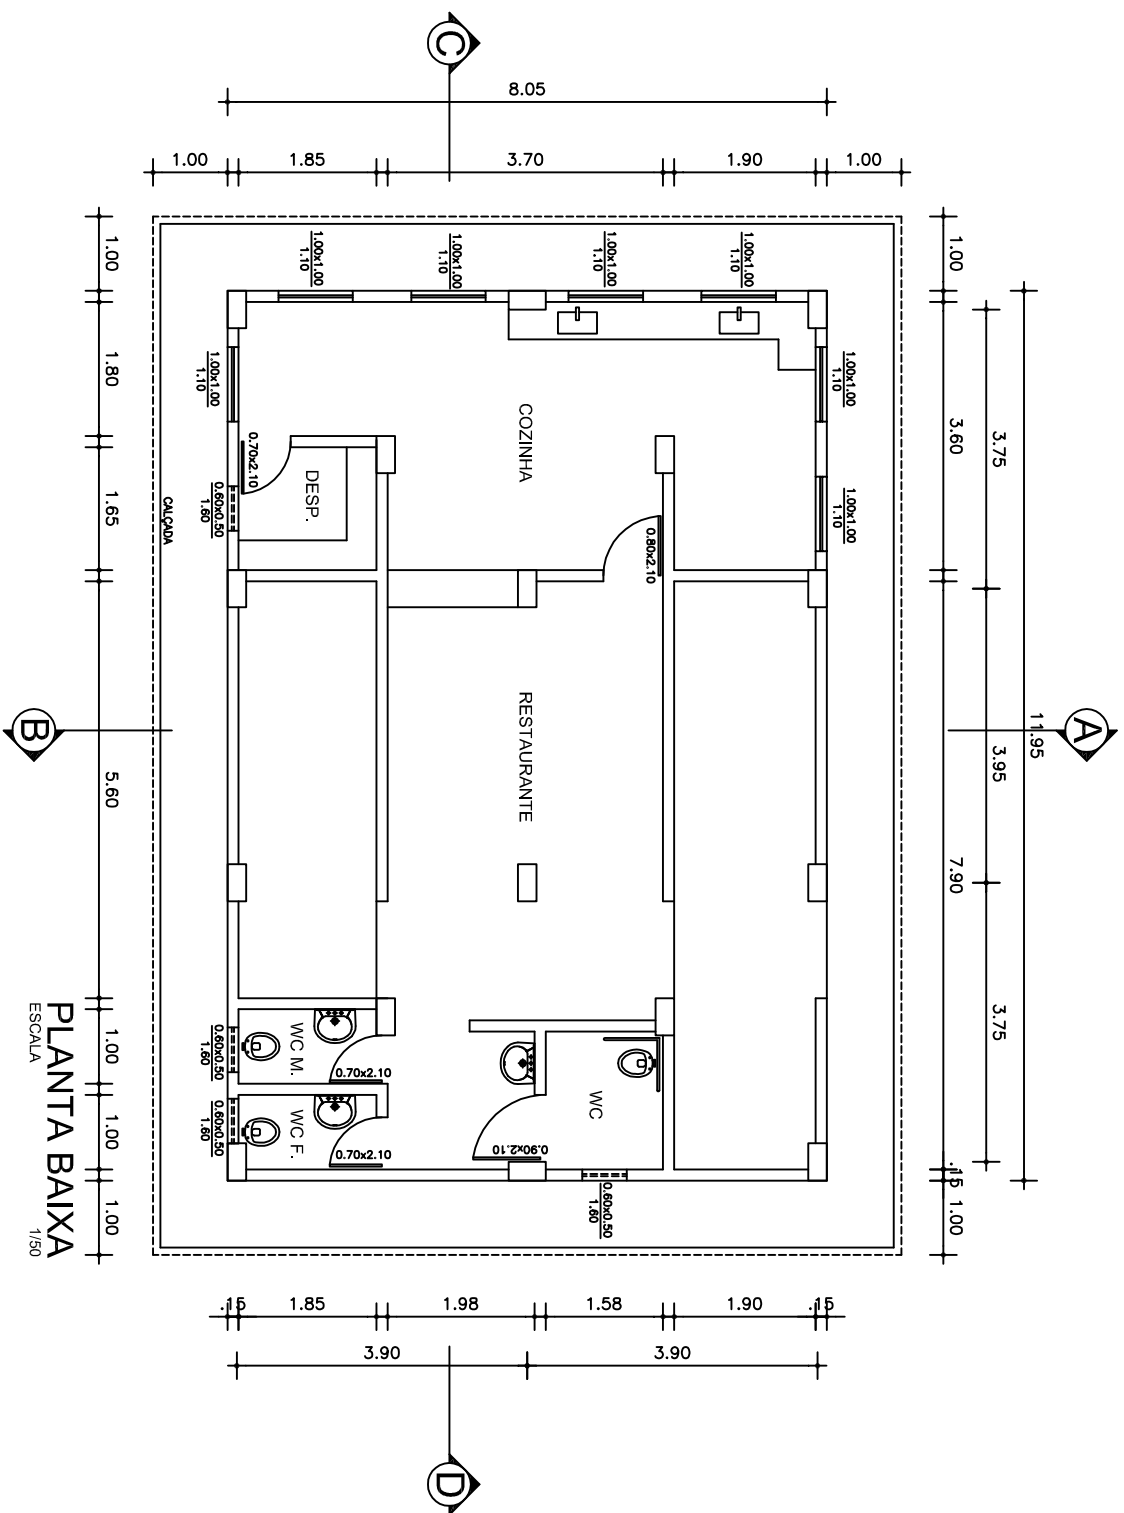 C
8.05
1.00
1.85
3.70
1.90
1.00
1.00
1.80
1.65
5.60
1.00
1.00
1.00
1.00
3.60
7.90
.15
1.00
3.75
3.95
3.75
11.95
A
B
1.00x1.00
1.10
1.00x1.00
1.10
1.00x1.00
1.10
1.00x1.00
1.10
1.00x1.00
1.10
1.00x1.00
1.10
1.00x1.00
1.10
COZINHA
0.70x2.10
DESP.
0.60x0.50
1.60
CALÇADA
0.80x2.10
RESTAURANTE
WC M.
0.70x2.10
0.60x0.50
1.60
WC F.
0.70x2.10
0.60x0.50
1.60
WC
0.90x2.10
0.60x0.50
1.60
.15
1.85
1.98
1.58
1.90
.15
3.90
3.90
D
PLANTA BAIXA
ESCALA 1/50